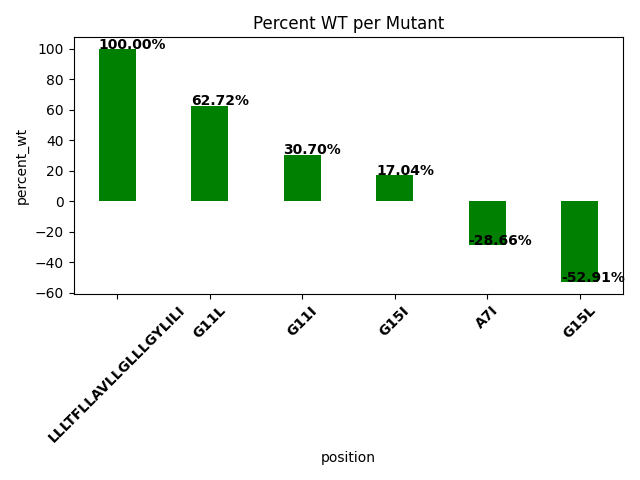 Percent WT per Mutant
percent_wt
100
80
60
40
20
0
−20
−40
−60
100.00%
62.72%
30.70%
17.04%
-28.66%
-52.91%
LLLTFLLAVLLGLLLGYLILI
G11L
G11I
G15I
A7I
G15L
position